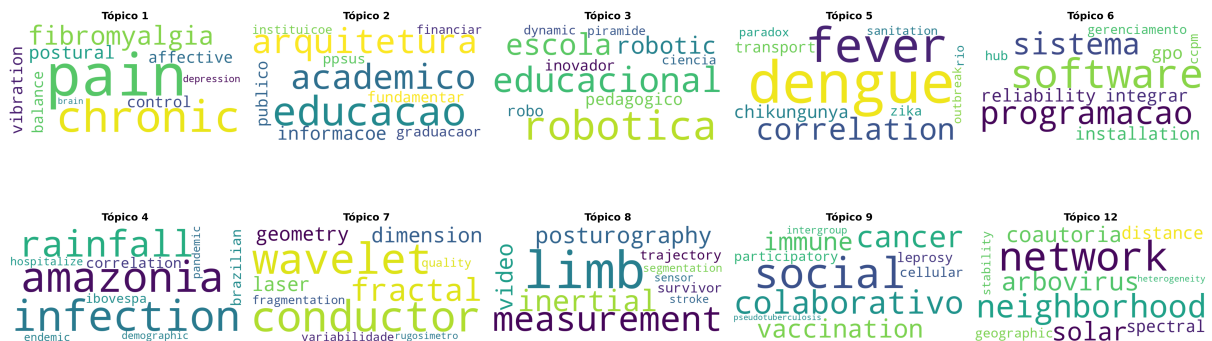 Tópico 1
fibromyalgia
postural
affective
pain
depression
vibration
balance
brain
control
chronic
Tópico 2
instituicoe
financiar
arquitetura
ppsus
academico
publico
fundamentar
educacao
informacoe
graduacaor
Tópico 3
dynamic
piramide
escola
robotic
inovador
ciencia
educacional
pedagogico
robo
robotica
Tópico 5
paradox
sanitation
fever
transport
rio
dengue
outbreak
chikungunya
zika
correlation
Tópico 6
gerenciamento
sistema
hub
gpo
ccpm
software
reliability
integrar
programacao
installation
Tópico 4
rainfall
pandemic
hospitalize
correlation
brazilian
amazonia
ibovespa
infection
endemic
demographic
Tópico 7
geometry
dimension
wavelet
quality
laser
fractal
fragmentation
conductor
variabilidade
rugosimetro
Tópico 8
posturography
video
limb
trajectory
segmentation
sensor
inertial
survivor
stroke
measurement
Tópico 9
intergroup
immune
cancer
participatory
social
leprosy
cellular
colaborativo
pseudotuberculosis
vaccination
Tópico 12
coautoria
distance
stability
network
arbovirus
heterogeneity
neighborhood
geographic
solar
spectral